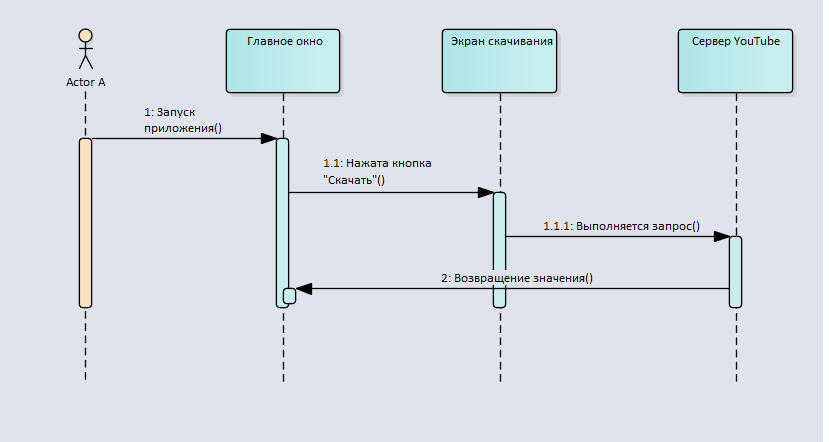 Главное окно
Экран скачивания
Сервер YouTube
Actor A
1: Запуск
приложения()
1.1: Нажата кнопка
"Скачать"()
1.1.1: Выполняется запрос()
2: Возвращение значения()